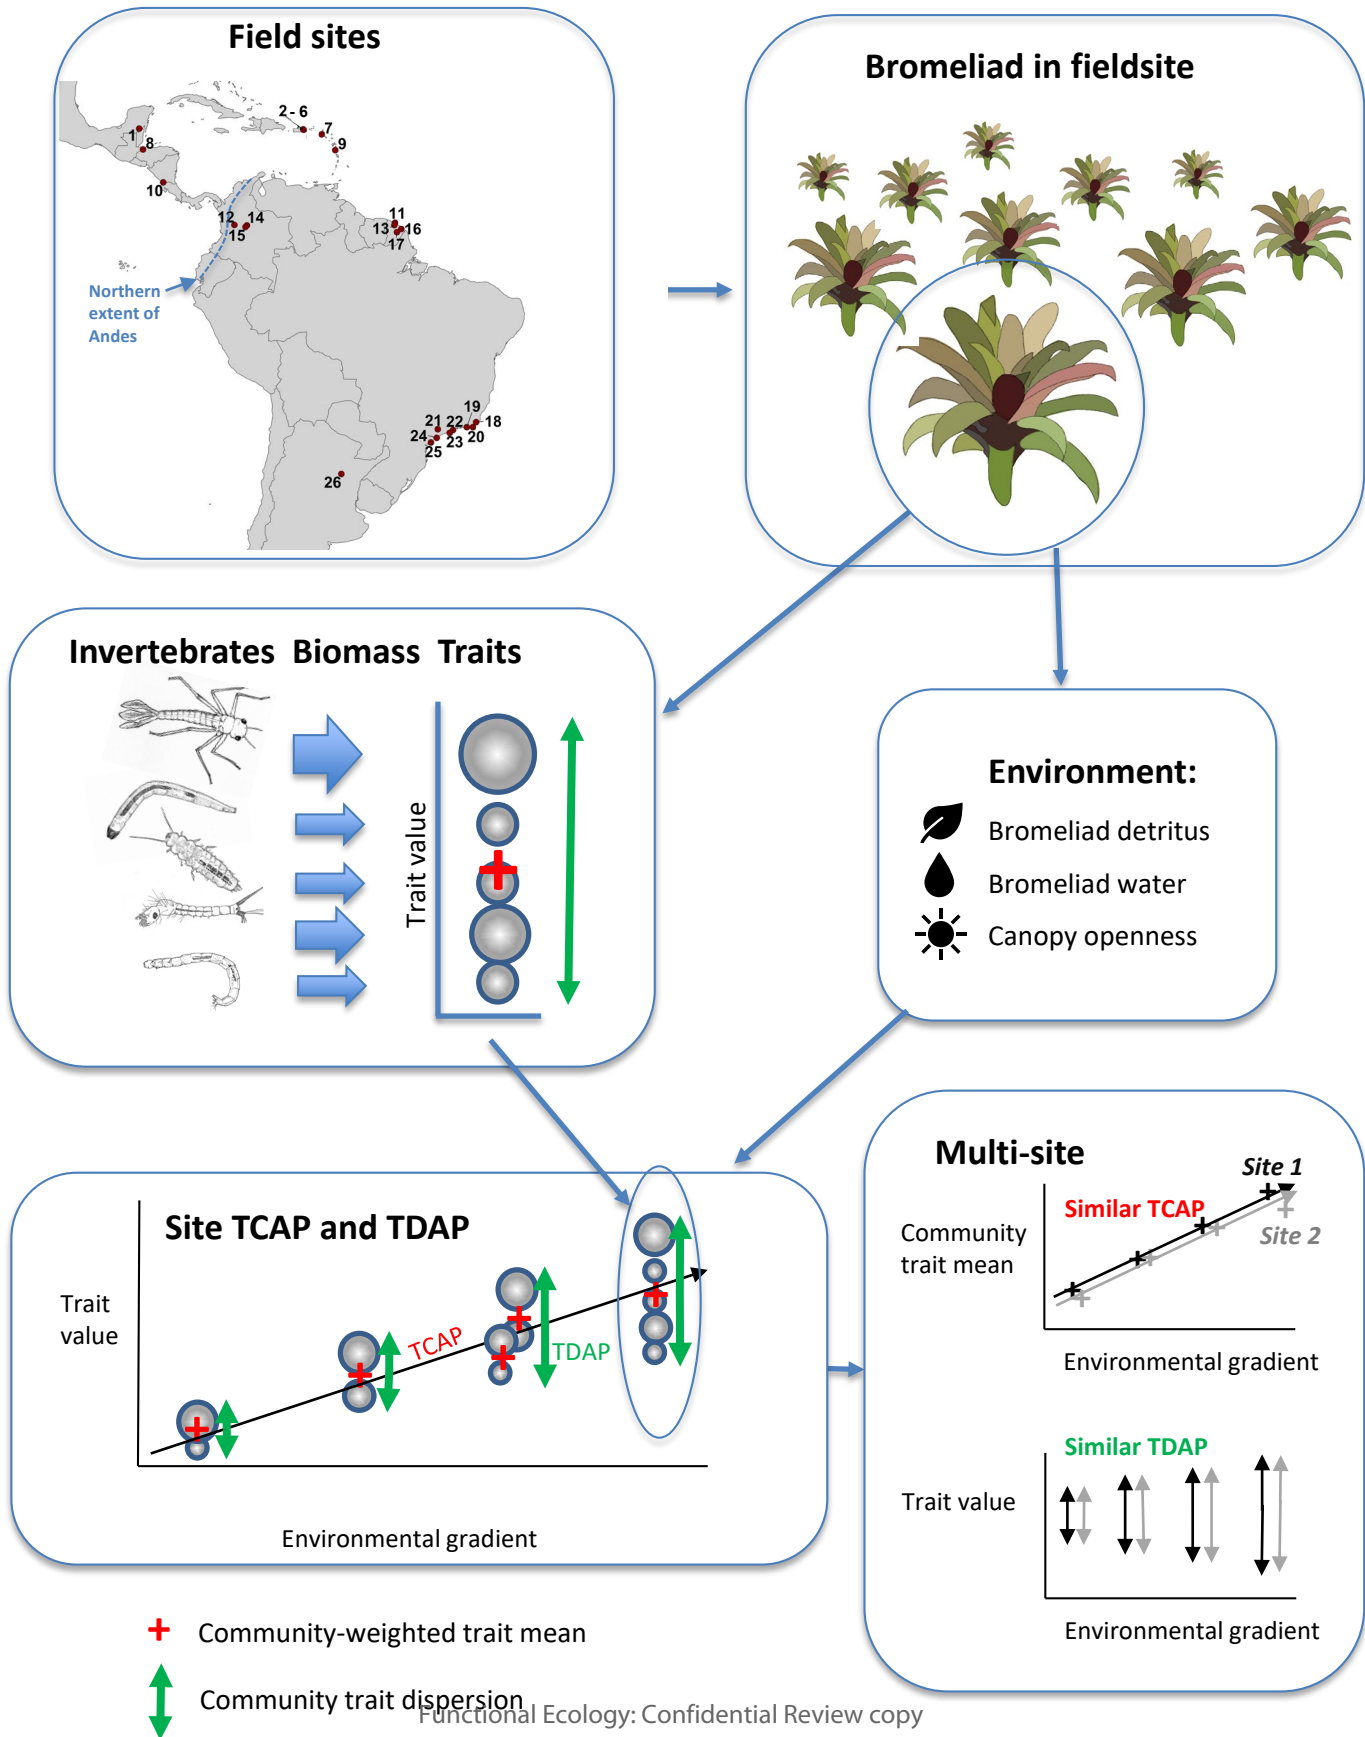 Field sites
2 - 6
7
1
8
9
10
12
14
15
11
13
16
17
Northern
extent of
Andes
19
21
22
18
24
23
20
25
26
Bromeliad in fieldsite
Invertebrates Biomass Traits
Trait value
Environment:
Bromeliad detritus
Bromeliad water
Canopy openness
Site TCAP and TDAP
Trait
value
TCAP
TDAP
Environmental gradient
Multi-site
Site 1
Similar TCAP
Site 2
Community
trait mean
Environmental gradient
Similar TDAP
Trait value
Environmental gradient
Community-weighted trait mean
Community trait dispersion
Functional Ecology: Confidential Review copy